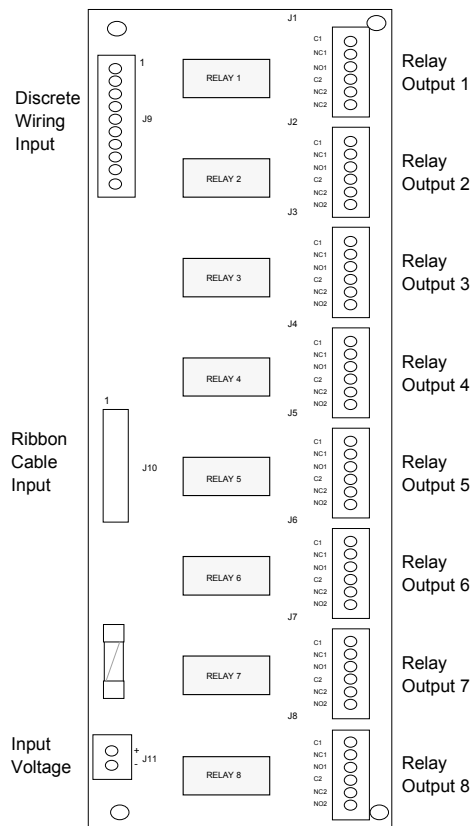 Discrete
Wiring
Input
1
J9
Ribbon
Cable
Input
1
J10
Input
Voltage
+
-
J11
J1
RELAY 1
C1
NC1
NO1
C2
NC2
NC2
Relay
Output 1
J2
RELAY 2
C1
NC1
NO1
C2
NC2
NO2
Relay
Output 2
J3
RELAY 3
C1
NC1
NO1
C2
NC2
NO2
Relay
Output 3
J4
RELAY 4
C1
NC1
NO1
C2
NC2
NO2
Relay
Output 4
J5
RELAY 5
C1
NC1
NO1
C2
NC2
NO2
Relay
Output 5
J6
RELAY 6
C1
NC1
NO1
C2
NC2
NO2
Relay
Output 6
J7
RELAY 7
C1
NC1
NO1
C2
NC2
NO2
Relay
Output 7
J8
RELAY 8
C1
NC1
NO1
C2
NC2
NO2
Relay
Output 8